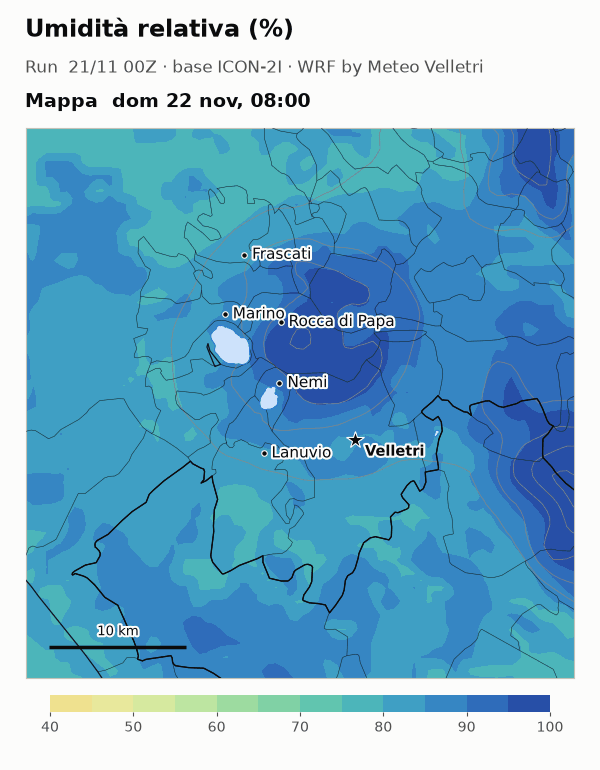 Umidità relativa (%)
Run  21/11 00Z · base ICON-2I · WRF by Meteo Velletri
Mappa  dom 22 nov, 08:00
Frascati
Marino
Rocca di Papa
Nemi
Velletri
Lanuvio
10 km
40 50 60 70 80 90 100